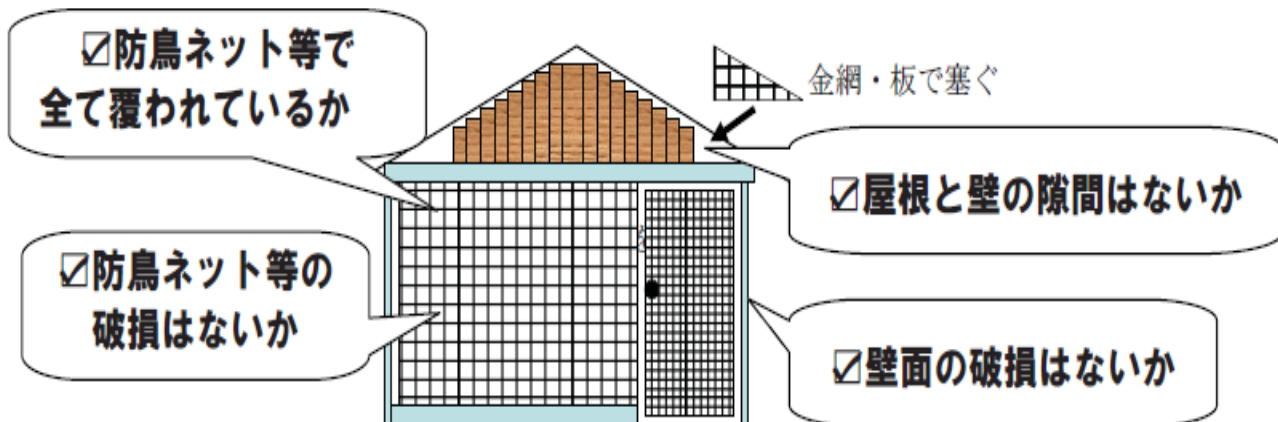 ☑防鳥ネット等で
全て覆われているか
金網・板で塞ぐ
☑屋根と壁の隙間はないか
☑防鳥ネット等の
破損はないか
☑壁面の破損はないか